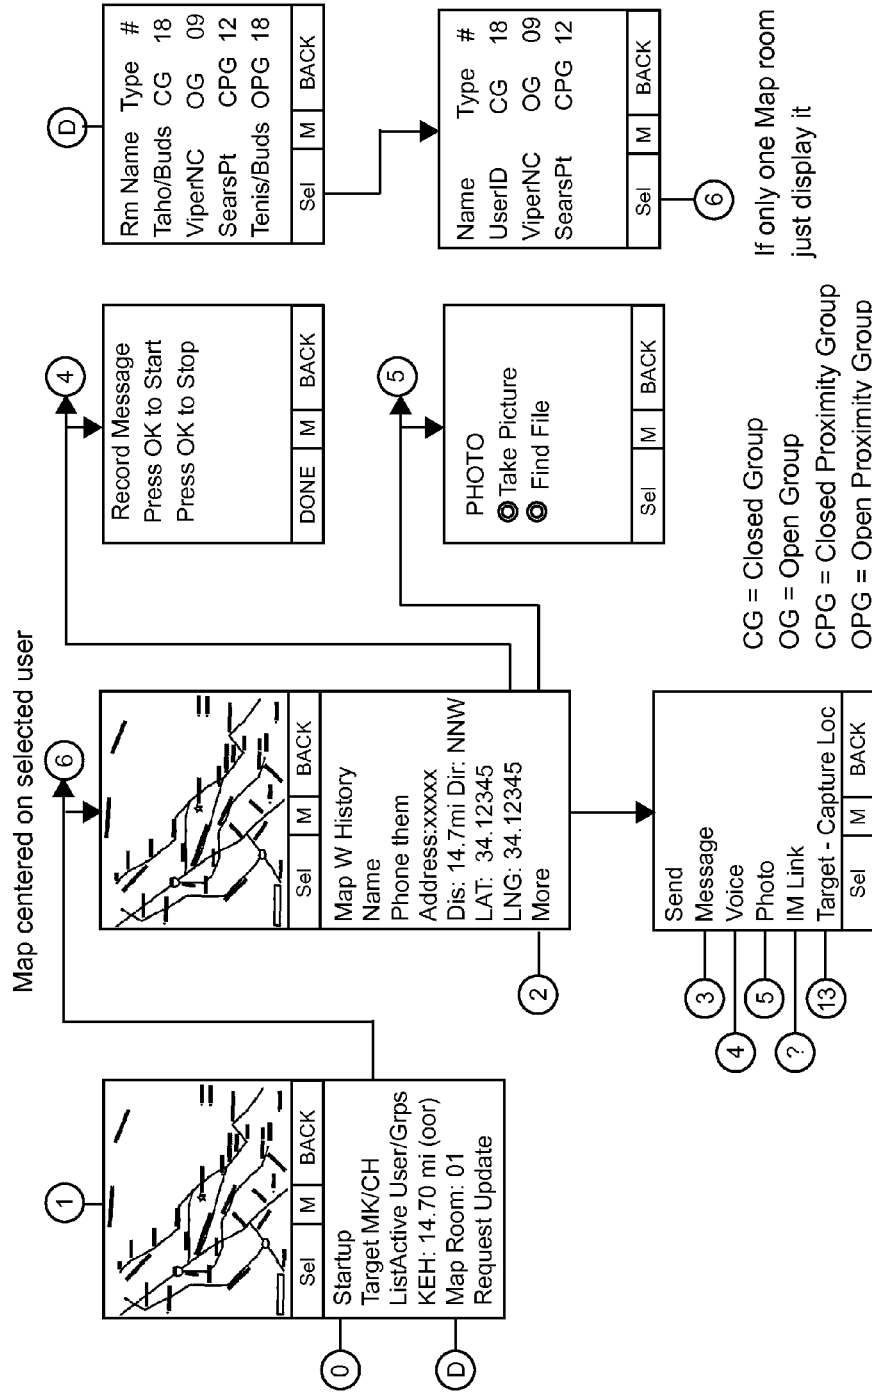 Map centered on selected user
1
Sel M BACK
0
Startup
Target MK/CH
ListActive User/Grps
KEH: 14.70 mi (oor)
D
Map Room: 01
Request Update
6
Sel M BACK
Map W History
Name
Phone them
Address:xxxxx
Dis: 14.7mi Dir: NNW
LAT: 34.12345
LNG: 34.12345
2
More
Send
3
Message
4
Voice
5
Photo
?
IM Link
13
Target - Capture Loc
Sel M BACK
4
Record Message
Press OK to Start
Press OK to Stop
DONE M BACK
5
PHOTO
Take Picture
Find File
Sel M BACK
CG = Closed Group
OG = Open Group
CPG = Closed Proximity Group
OPG = Open Proximity Group
D
Rm Name Type #
Taho/Buds CG 18
ViperNC OG 09
SearsPt CPG 12
Tenis/Buds OPG 18
Sel M BACK
Name Type #
UserID CG 18
ViperNC OG 09
SearsPt CPG 12
Sel M BACK
6
If only one Map room
just display it